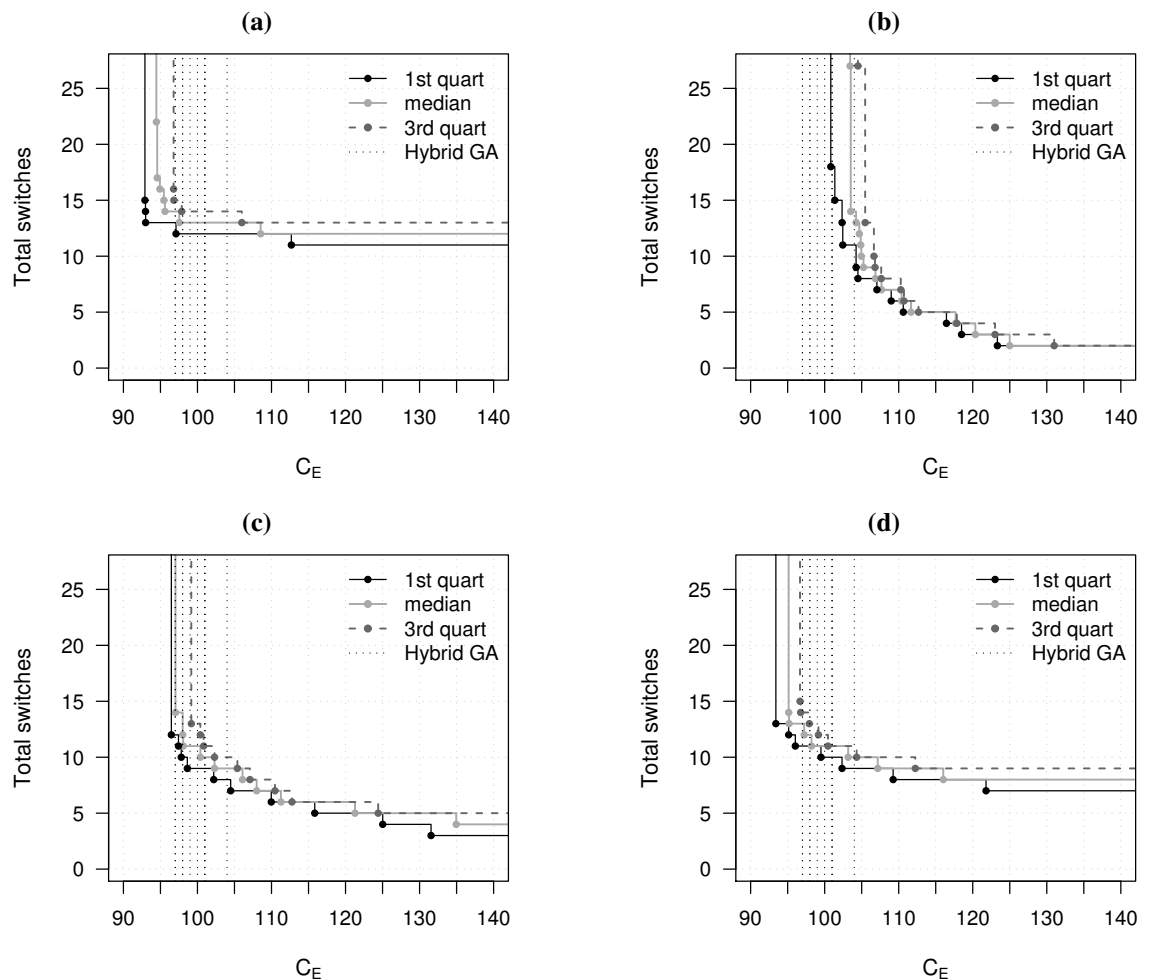 (a)
Total switches
25
20
15
10
5
0
1st quart
median
3rd quart
Hybrid GA
90 100 110 120 130 140
C_E
(b)
Total switches
25
20
15
10
5
0
1st quart
median
3rd quart
Hybrid GA
90 100 110 120 130 140
C_E
(c)
Total switches
25
20
15
10
5
0
1st quart
median
3rd quart
Hybrid GA
90 100 110 120 130 140
C_E
(d)
Total switches
25
20
15
10
5
0
1st quart
median
3rd quart
Hybrid GA
90 100 110 120 130 140
C_E